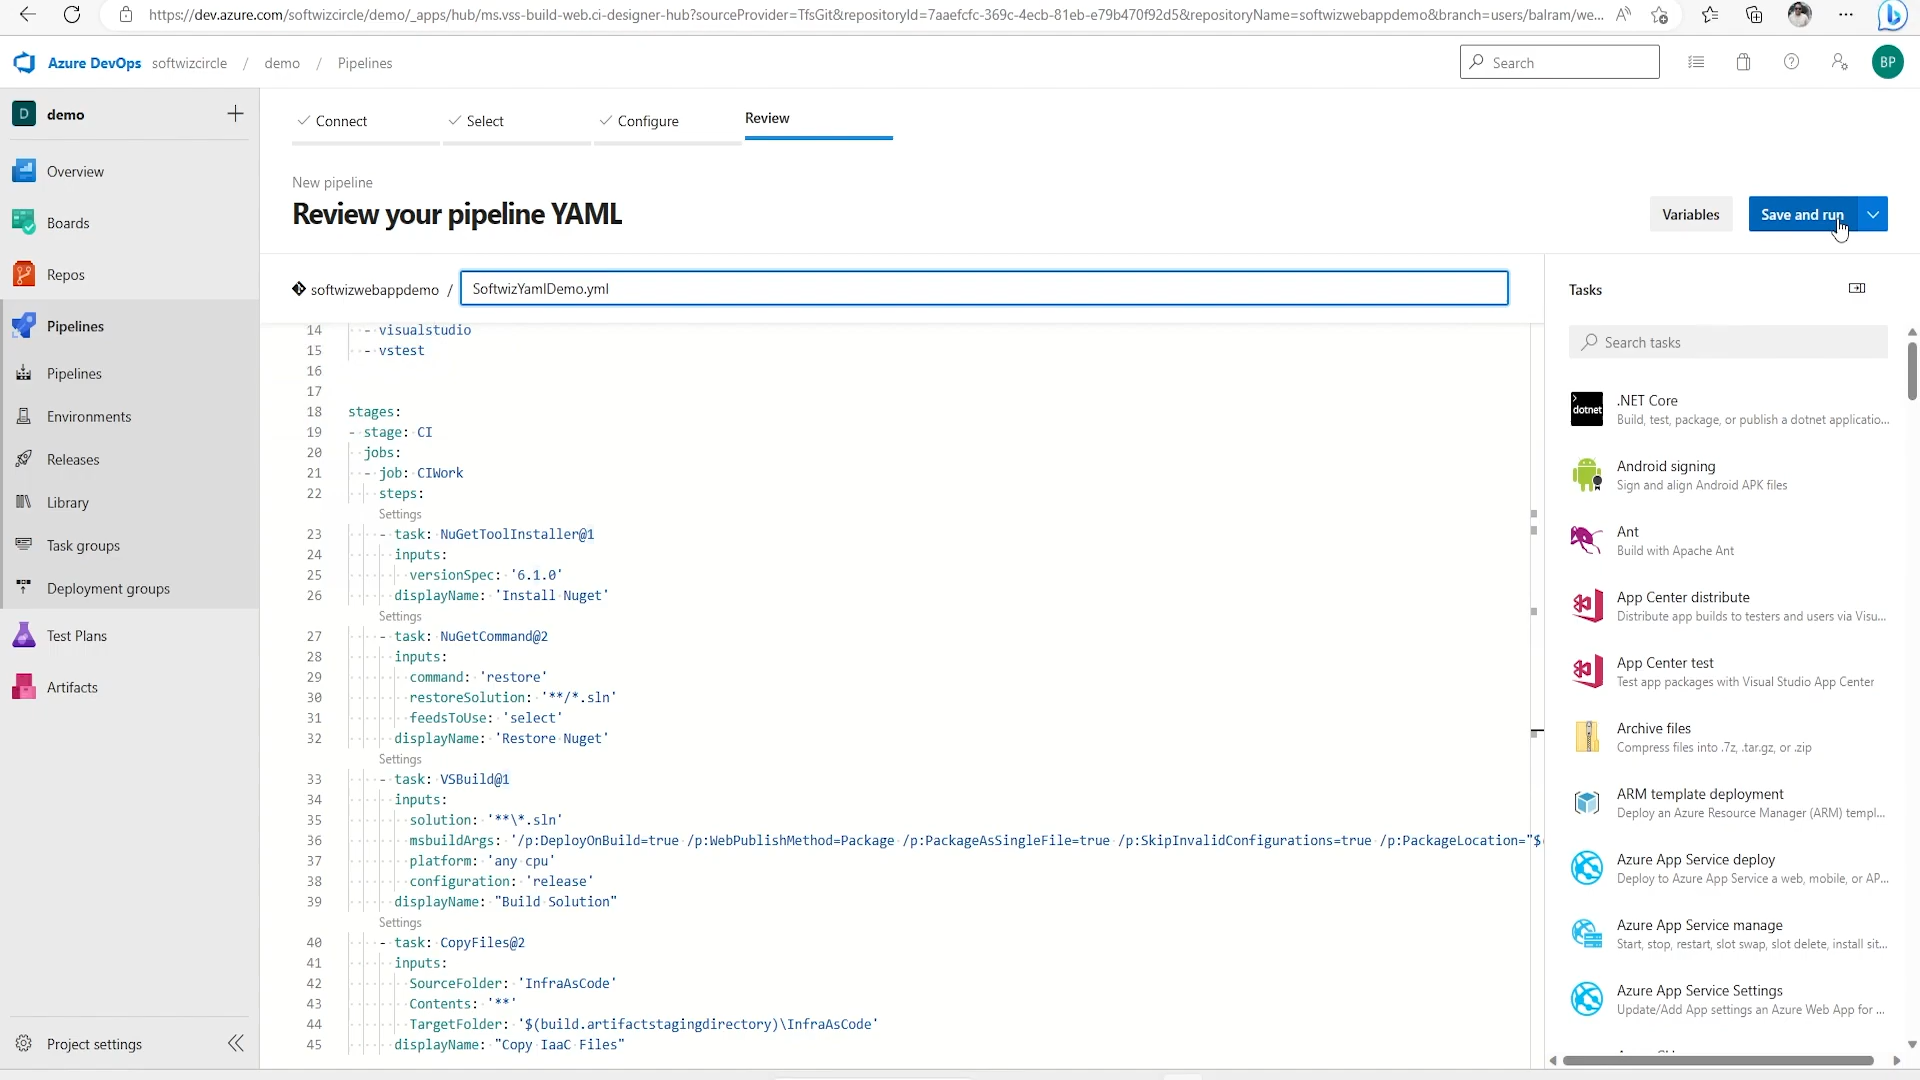 https://dev.azure.com/softwizcircle/demo/_apps/hub/ms.vss-build-web.ci-designer-hub?sourceProvider=TfsGit&repositoryId=7aaefcfc-369c-4ecb-81eb-e79b470f92d5&repositoryName=softwizwebappdemo&branch=users/balram/we...
Azure DevOps softwizcircle / demo / Pipelines
Search
BP
D demo
Overview
Boards
Repos
Pipelines
Pipelines
Environments
Releases
Library
Task groups
Deployment groups
Test Plans
Artifacts
Project settings
Connect
Select
Configure
Review
New pipeline
Review your pipeline YAML
Variables
Save and run
softwizwebappdemo / SoftwizYamlDemo.yml
14 - visualstudio
15 - vstest
16
17
18 stages:
19 - stage: CI
20 jobs:
21 - job: CIWork
22 steps:
Settings
23 - task: NuGetToolInstaller@1
24 inputs:
25 versionSpec: '6.1.0'
26 displayName: 'Install Nuget'
Settings
27 - task: NuGetCommand@2
28 inputs:
29 command: 'restore'
30 restoreSolution: '**/*.sln'
31 feedsToUse: 'select'
32 displayName: 'Restore Nuget'
Settings
33 - task: VSBuild@1
34 inputs:
35 solution: '**\*.sln'
36 msbuildArgs: '/p:DeployOnBuild=true /p:WebPublishMethod=Package /p:PackageAsSingleFile=true /p:SkipInvalidConfigurations=true /p:PackageLocation="$
37 platform: 'any cpu'
38 configuration: 'release'
39 displayName: "Build Solution"
Settings
40 - task: CopyFiles@2
41 inputs:
42 SourceFolder: 'InfraAsCode'
43 Contents: '**'
44 TargetFolder: '$(build.artifactstagingdirectory)\InfraAsCode'
45 displayName: "Copy IaaC Files"
Tasks
Search tasks
dotnet
.NET Core
Build, test, package, or publish a dotnet applicatio...
Android signing
Sign and align Android APK files
Ant
Build with Apache Ant
App Center distribute
Distribute app builds to testers and users via Visu...
App Center test
Test app packages with Visual Studio App Center
Archive files
Compress files into .7z, .tar.gz, or .zip
ARM template deployment
Deploy an Azure Resource Manager (ARM) templ...
Azure App Service deploy
Deploy to Azure App Service a web, mobile, or AP...
Azure App Service manage
Start, stop, restart, slot swap, slot delete, install sit...
Azure App Service Settings
Update/Add App settings an Azure Web App for ...